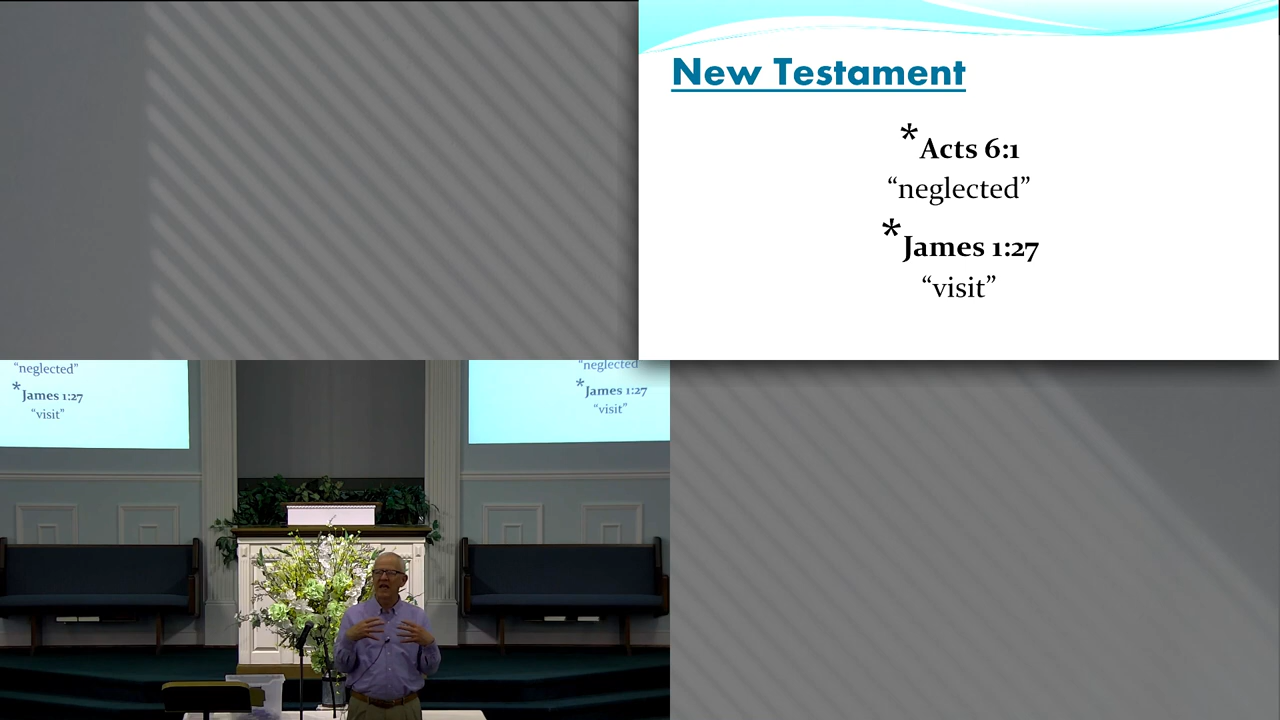 New Testament
*Acts 6:1
“neglected”
*James 1:27
“visit”
“neglected”
*James 1:27
“visit”
“neglected
*James 1:27
“visit”